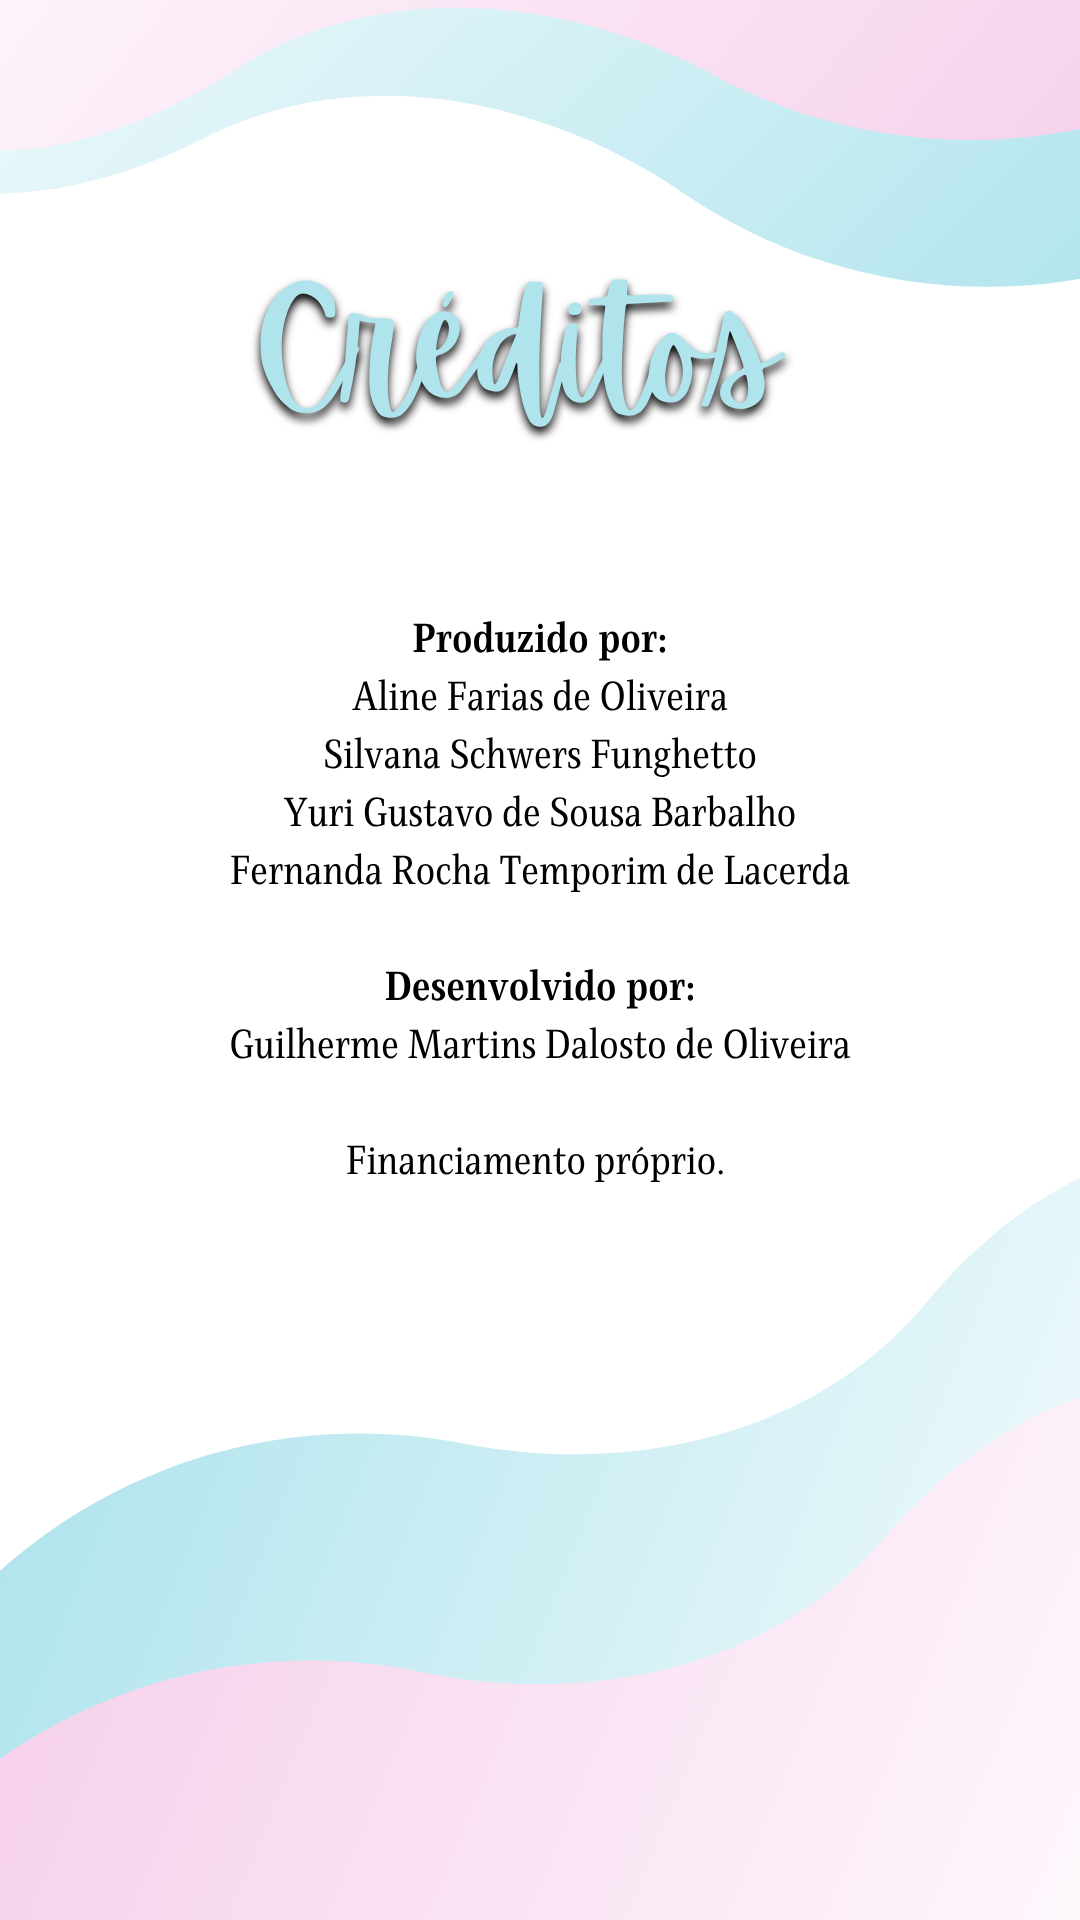 Créditos
Produzido por:
Aline Farias de Oliveira
Silvana Schwers Funghetto
Yuri Gustavo de Sousa Barbalho
Fernanda Rocha Temporim de Lacerda
Desenvolvido por:
Guilherme Martins Dalosto de Oliveira
Financiamento próprio.